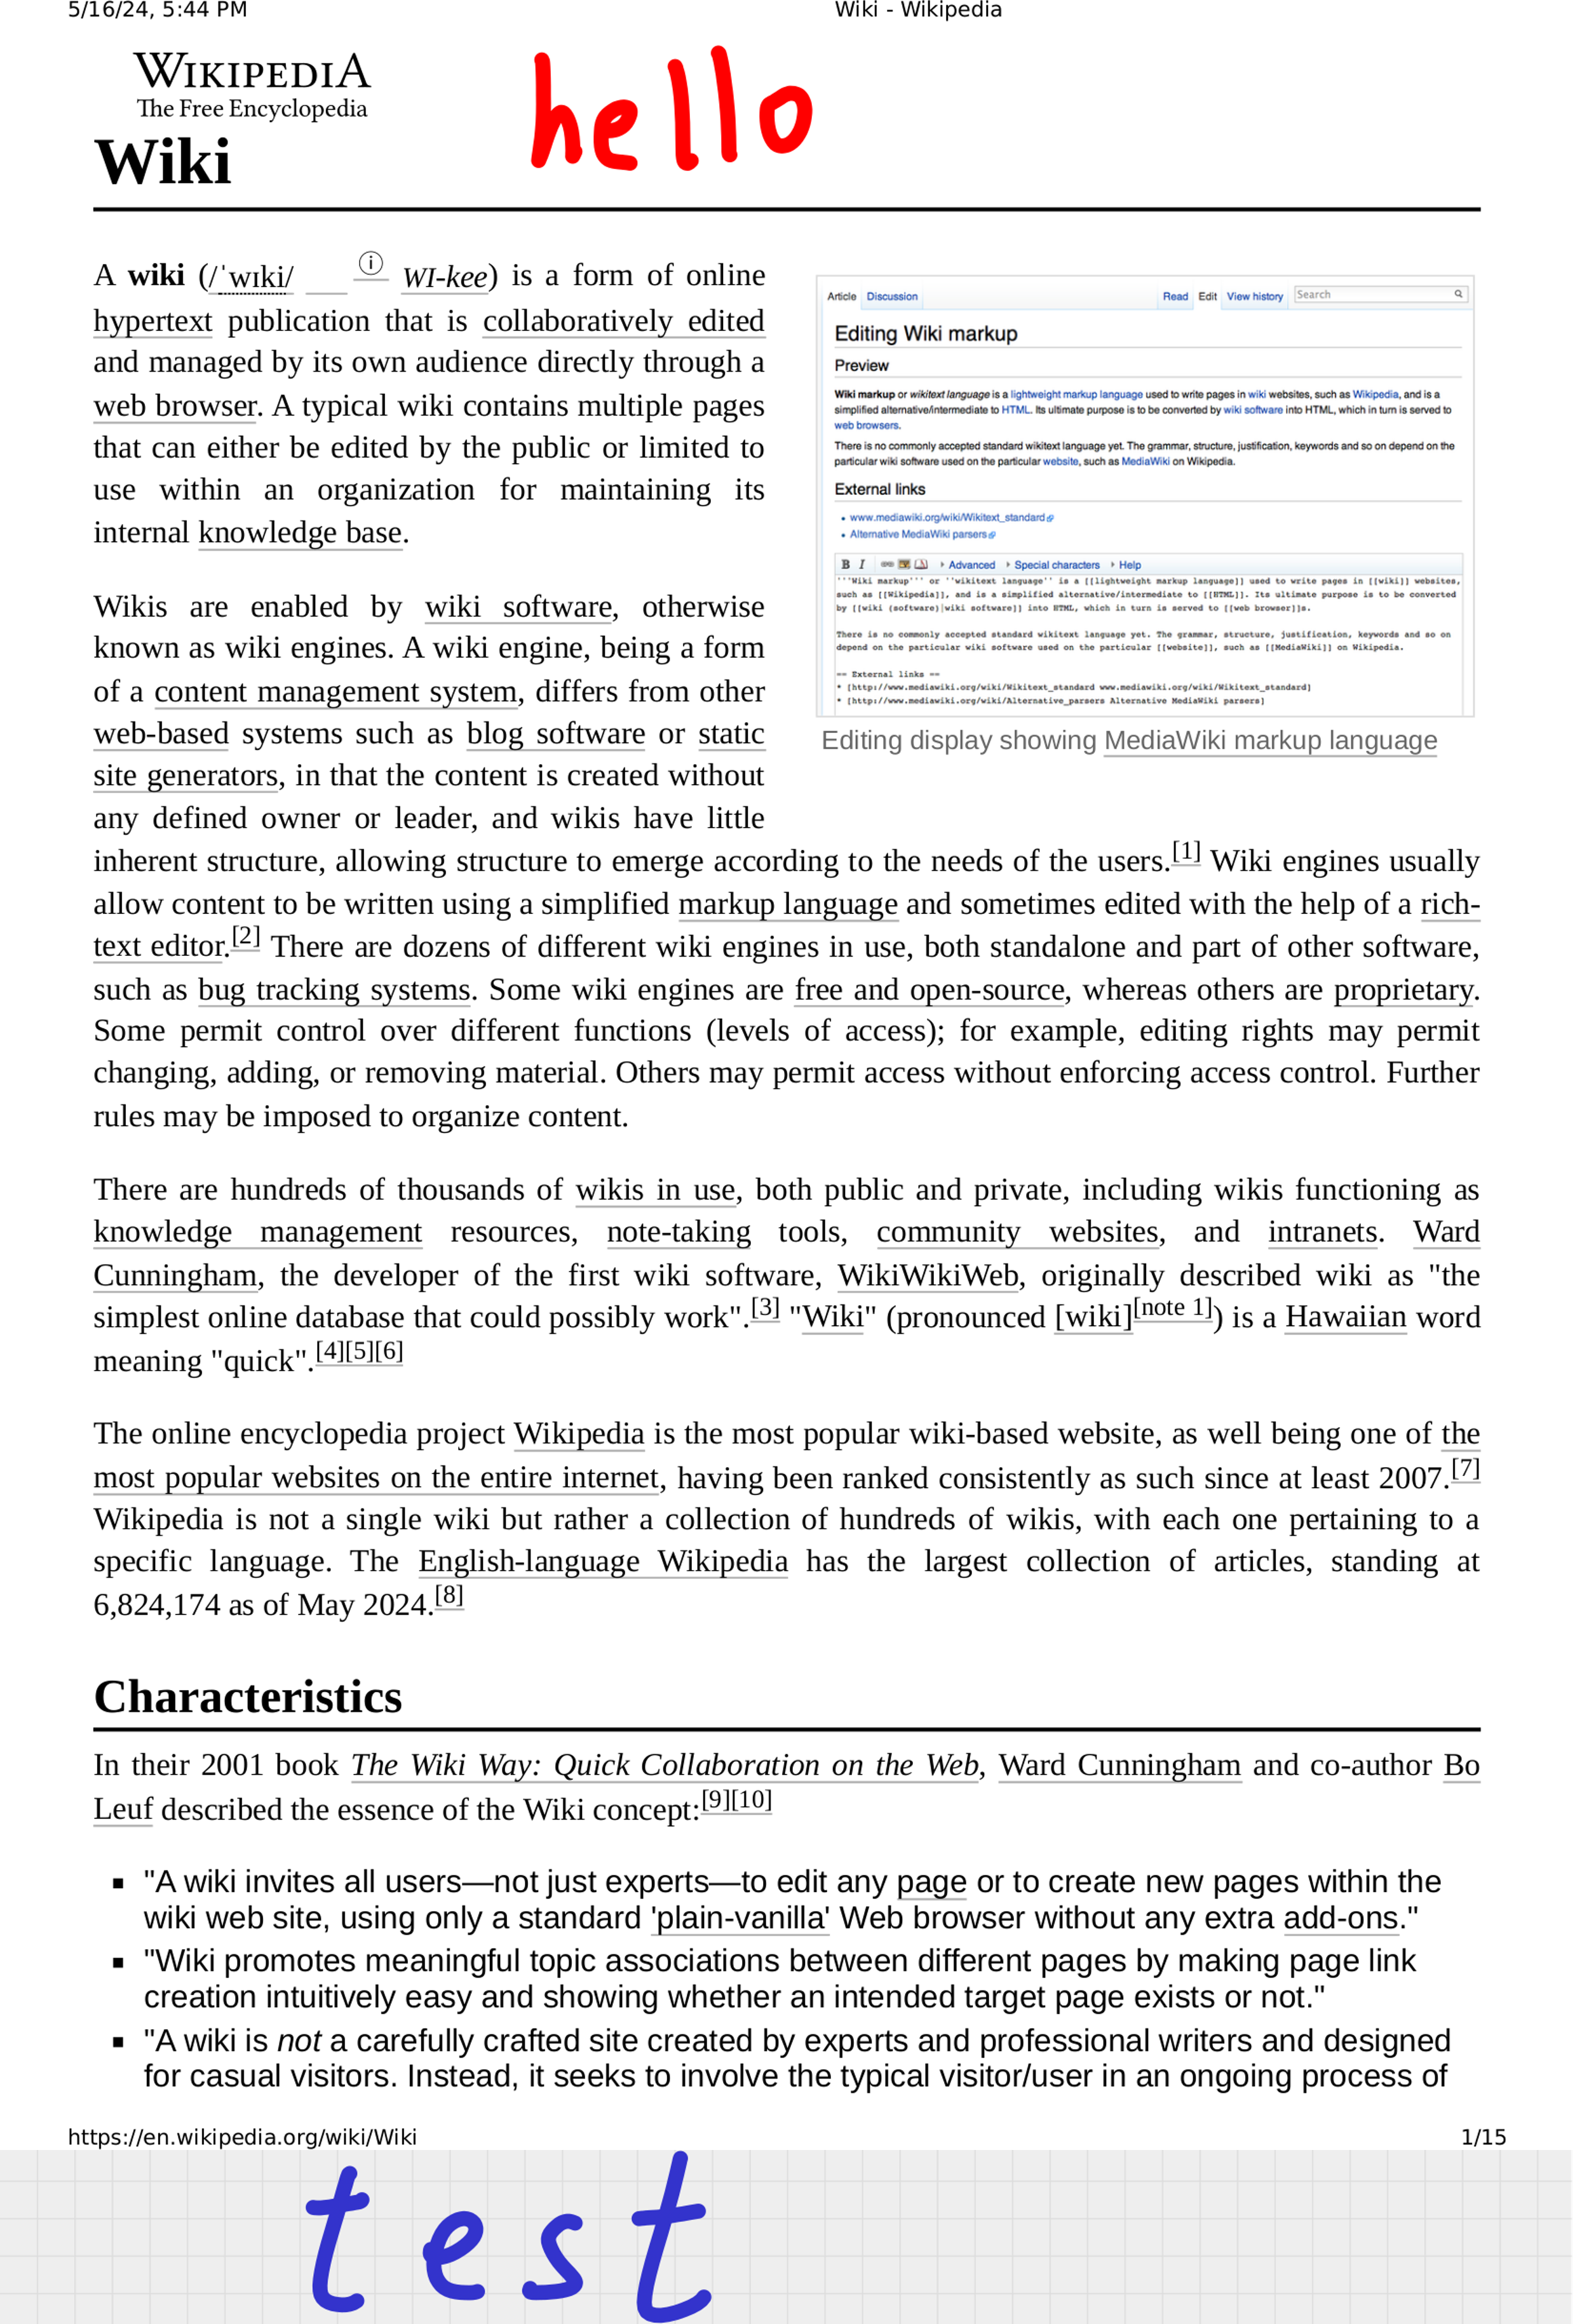 5/16/24, 5:44 PM
Wiki - Wikipedia
WIKIPEDIA
The Free Encyclopedia
hello
Wiki
A wiki (/ˈwɪki/ ⓘ WI-kee) is a form of online
hypertext publication that is collaboratively edited
and managed by its own audience directly through a
web browser. A typical wiki contains multiple pages
that can either be edited by the public or limited to
use within an organization for maintaining its
internal knowledge base.
Wikis are enabled by wiki software, otherwise
known as wiki engines. A wiki engine, being a form
of a content management system, differs from other
web-based systems such as blog software or static
site generators, in that the content is created without
any defined owner or leader, and wikis have little
Article Discussion Read Edit View history Search
Editing Wiki markup
Preview
Wiki markup or wikitext language is a lightweight markup language used to write pages in wiki websites, such as Wikipedia, and is a
simplified alternative/intermediate to HTML. Its ultimate purpose is to be converted by wiki software into HTML, which in turn is served to
web browsers.
There is no commonly accepted standard wikitext language yet. The grammar, structure, justification, keywords and so on depend on the
particular wiki software used on the particular website, such as MediaWiki on Wikipedia.
External links
• www.mediawiki.org/wiki/Wikitext_standard
• Alternative MediaWiki parsers
B I Advanced Special characters Help
'''Wiki markup''' or ''wikitext language'' is a [[lightweight markup language]] used to write pages in [[wiki]] websites,
such as [[Wikipedia]], and is a simplified alternative/intermediate to [[HTML]]. Its ultimate purpose is to be converted
by [[wiki (software)|wiki software]] into HTML, which in turn is served to [[web browser]]s.
There is no commonly accepted standard wikitext language yet. The grammar, structure, justification, keywords and so on
depend on the particular wiki software used on the particular [[website]], such as [[MediaWiki]] on Wikipedia.
== External links ==
* [http://www.mediawiki.org/wiki/Wikitext_standard www.mediawiki.org/wiki/Wikitext_standard]
* [http://www.mediawiki.org/wiki/Alternative_parsers Alternative MediaWiki parsers]
Editing display showing MediaWiki markup language
inherent structure, allowing structure to emerge according to the needs of the users.[1] Wiki engines usually
allow content to be written using a simplified markup language and sometimes edited with the help of a rich-
text editor.[2] There are dozens of different wiki engines in use, both standalone and part of other software,
such as bug tracking systems. Some wiki engines are free and open-source, whereas others are proprietary.
Some permit control over different functions (levels of access); for example, editing rights may permit
changing, adding, or removing material. Others may permit access without enforcing access control. Further
rules may be imposed to organize content.
There are hundreds of thousands of wikis in use, both public and private, including wikis functioning as
knowledge management resources, note-taking tools, community websites, and intranets. Ward
Cunningham, the developer of the first wiki software, WikiWikiWeb, originally described wiki as "the
simplest online database that could possibly work".[3] "Wiki" (pronounced [wiki][note 1]) is a Hawaiian word
meaning "quick".[4][5][6]
The online encyclopedia project Wikipedia is the most popular wiki-based website, as well being one of the
most popular websites on the entire internet, having been ranked consistently as such since at least 2007.[7]
Wikipedia is not a single wiki but rather a collection of hundreds of wikis, with each one pertaining to a
specific language. The English-language Wikipedia has the largest collection of articles, standing at
6,824,174 as of May 2024.[8]
Characteristics
In their 2001 book The Wiki Way: Quick Collaboration on the Web, Ward Cunningham and co-author Bo
Leuf described the essence of the Wiki concept:[9][10]
▪ "A wiki invites all users—not just experts—to edit any page or to create new pages within the
wiki web site, using only a standard 'plain-vanilla' Web browser without any extra add-ons."
▪ "Wiki promotes meaningful topic associations between different pages by making page link
creation intuitively easy and showing whether an intended target page exists or not."
▪ "A wiki is not a carefully crafted site created by experts and professional writers and designed
for casual visitors. Instead, it seeks to involve the typical visitor/user in an ongoing process of
https://en.wikipedia.org/wiki/Wiki
1/15
test